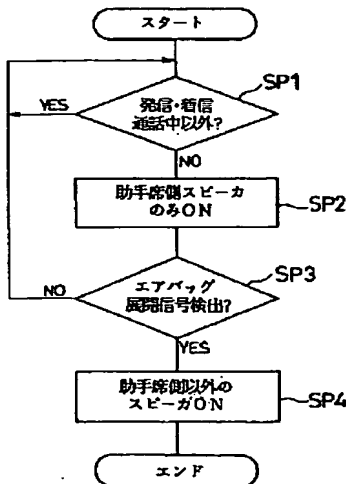 スタート
SP1
発信・着信
通話中以外?
YES
NO
助手席側スピーカ
のみON
SP2
SP3
エアバッグ
展開信号検出?
NO
YES
助手席側以外の
スピーカON
SP4
エンド